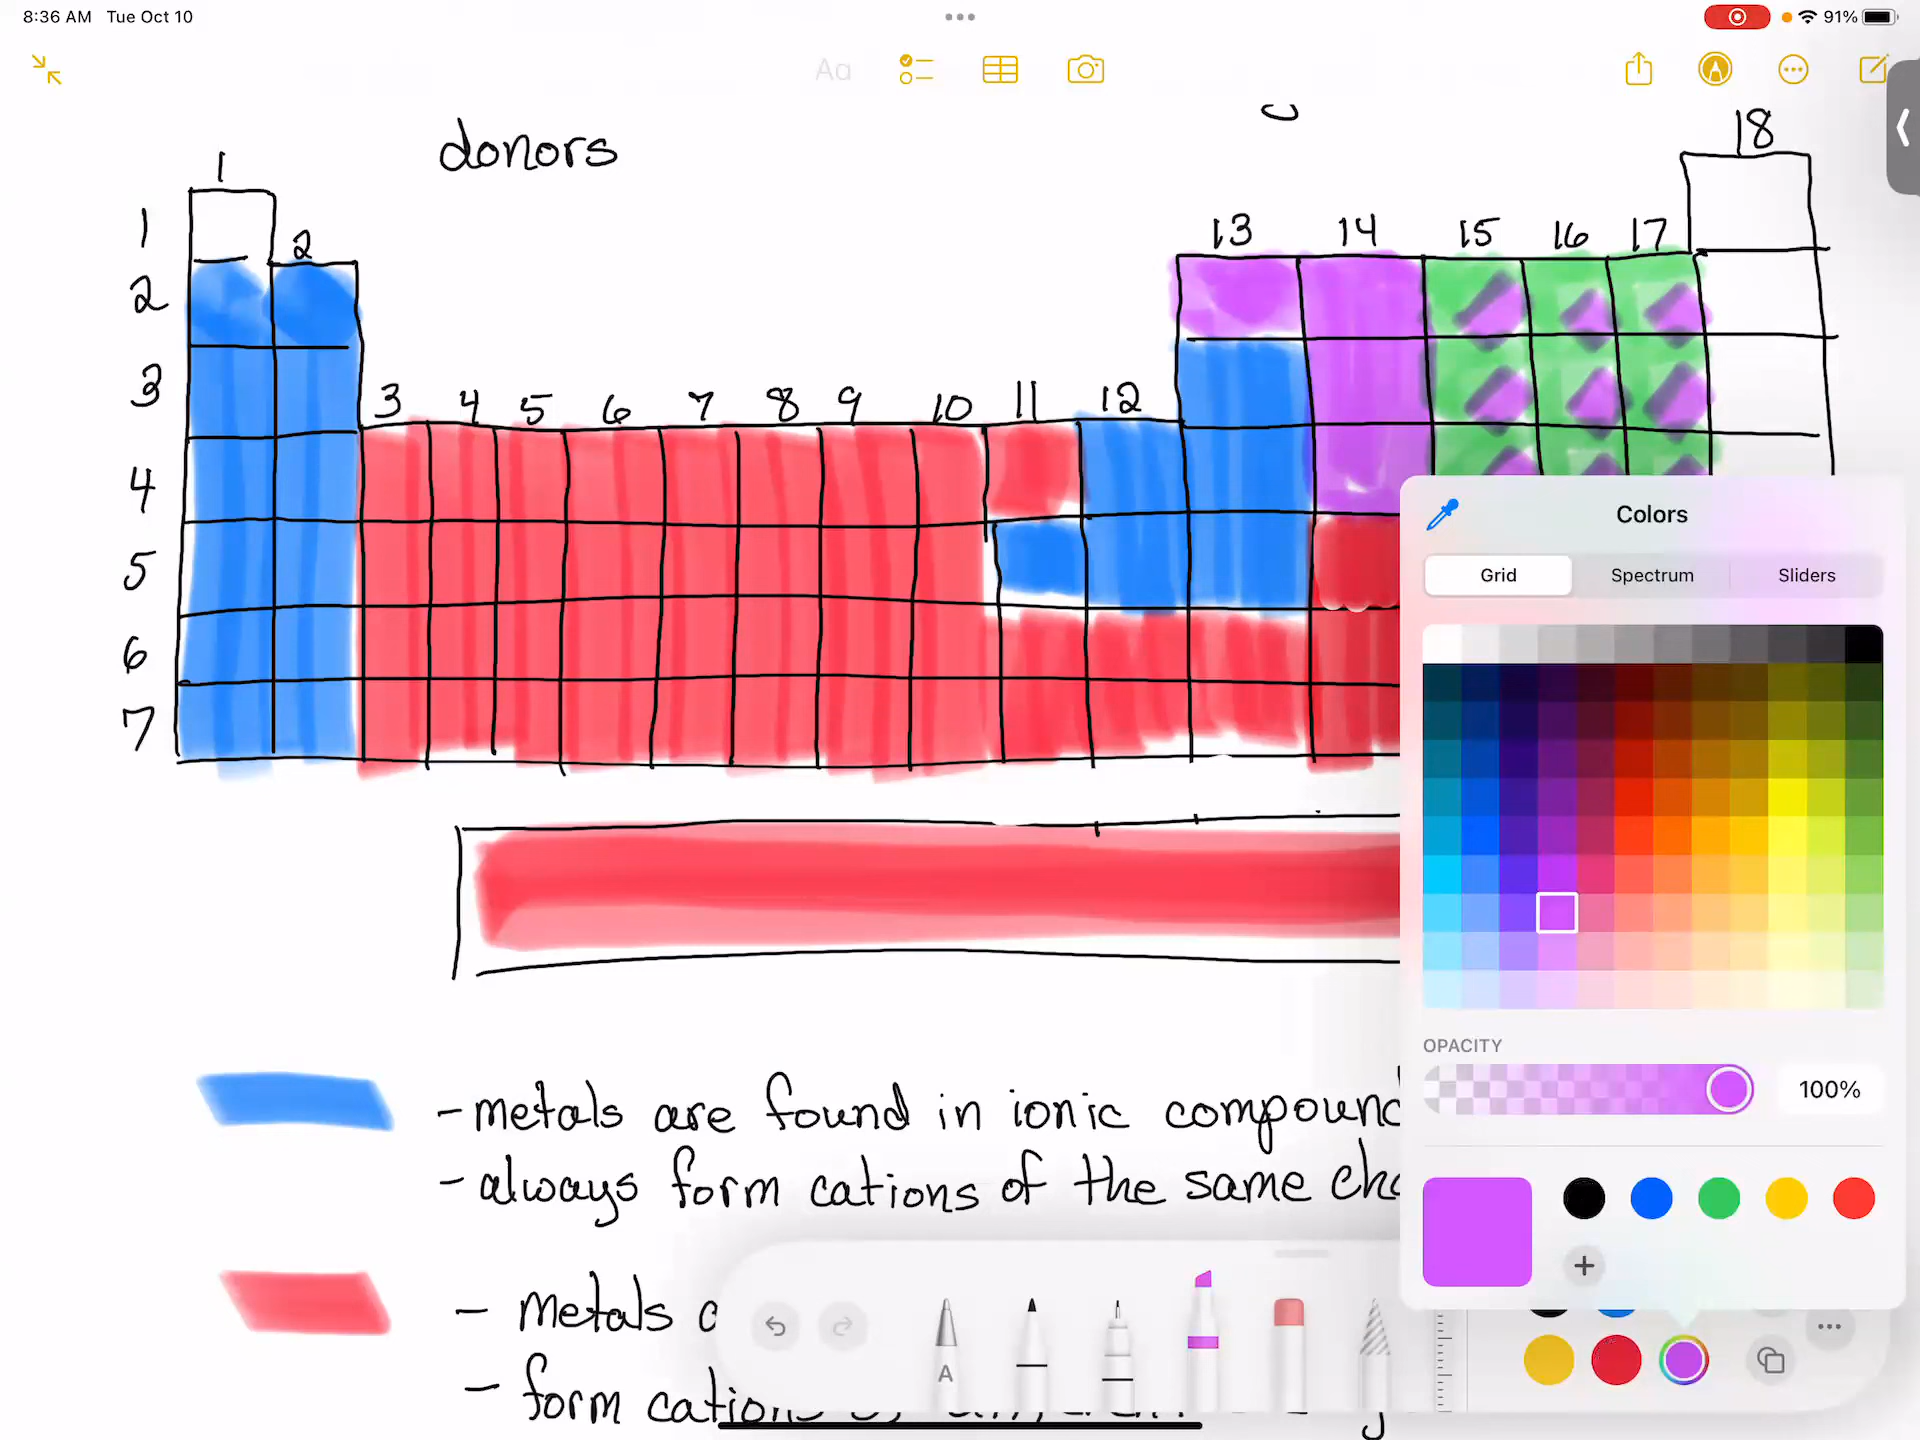 8:36 AM Tue Oct 10
91%
Aa
donors
18
1
1
2
13 14 15 16 17
2
3
3 4 5 6 7 8 9 10 11 12
4
5
6
7
Colors
Grid Spectrum Sliders
OPACITY
100%
-metals are found in ionic compound
-always form cations of the same
- metals
- form
A